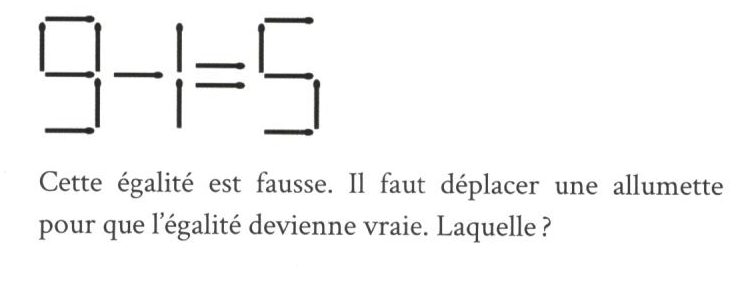 9-1=5
Cette égalité est fausse. Il faut déplacer une allumette
pour que l'égalité devienne vraie. Laquelle ?